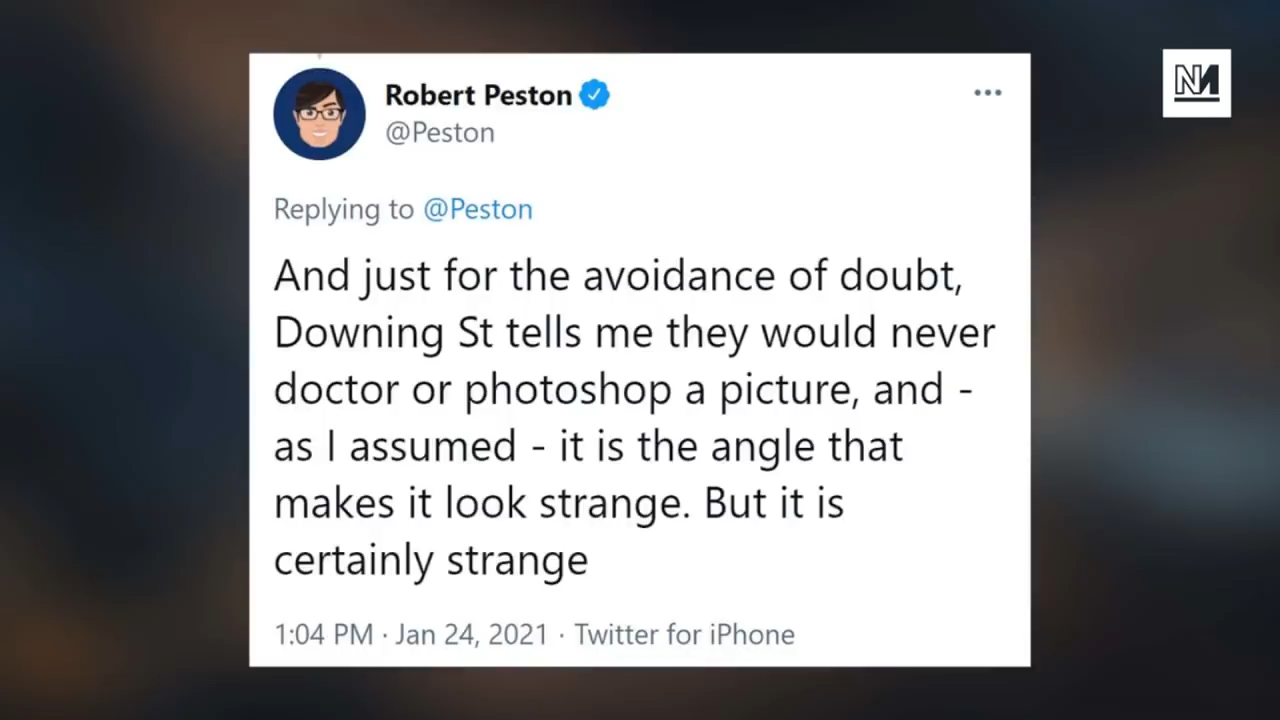 Robert Peston
@Peston
NM
Replying to @Peston
And just for the avoidance of doubt,
Downing St tells me they would never
doctor or photoshop a picture, and -
as I assumed - it is the angle that
makes it look strange. But it is
certainly strange
1:04 PM · Jan 24, 2021 · Twitter for iPhone